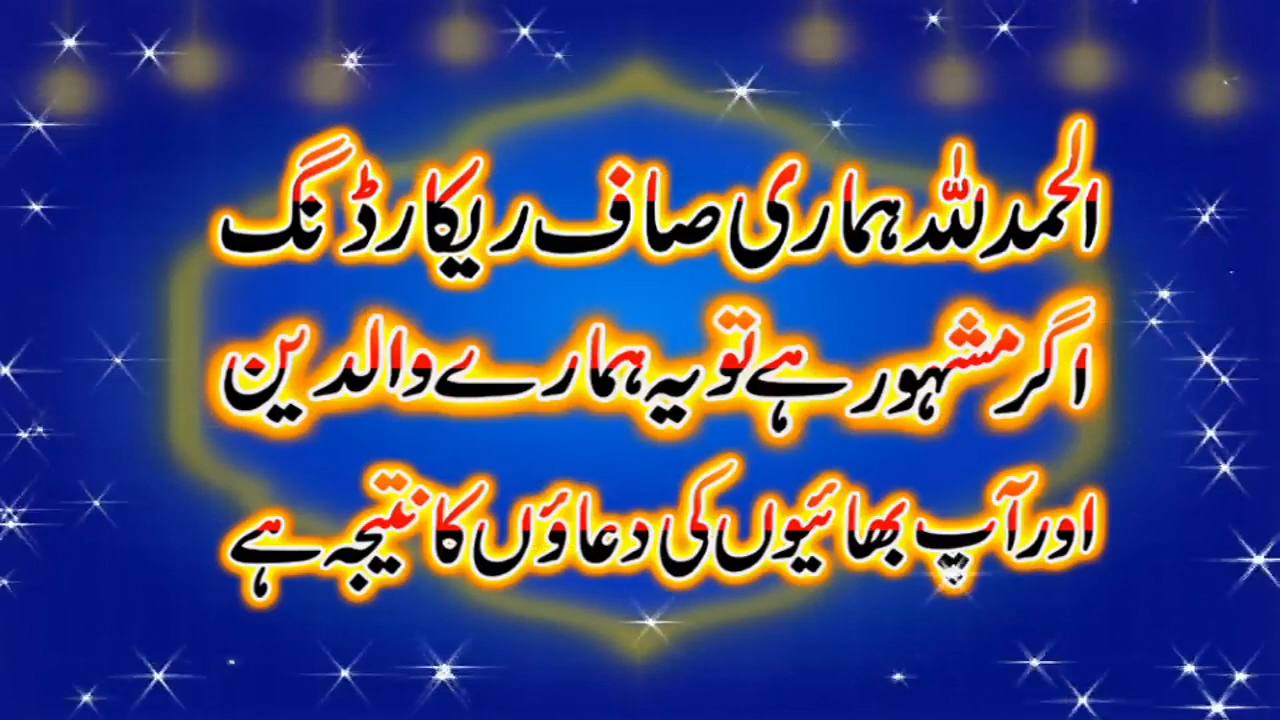 الحمدللہ ہماری صاف ریکارڈنگ
اگر مشہور ہے تو یہ ہمارے والدین
اور آپ بھائیوں کی دعاؤں کا نتیجہ ہے